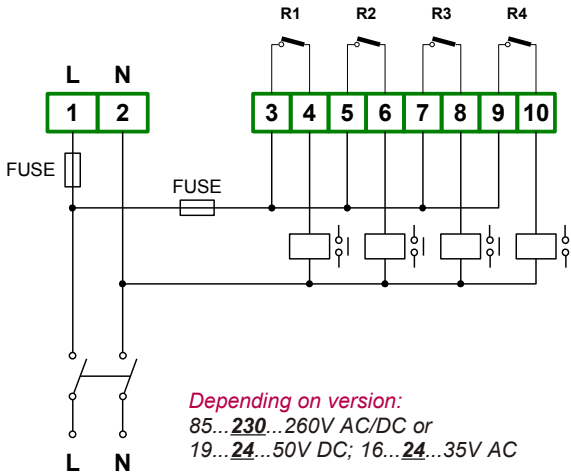 R1 R2 R3 R4
L N
1 2 3 4 5 6 7 8 9 10
FUSE
FUSE
Depending on version:
85...230...260V AC/DC or
19...24...50V DC; 16...24...35V AC
L N